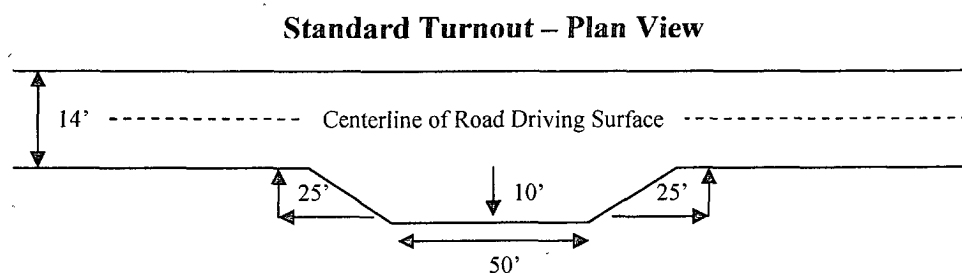 Standard Turnout – Plan View
14’
Centerline of Road Driving Surface
25’
10’
25’
50’